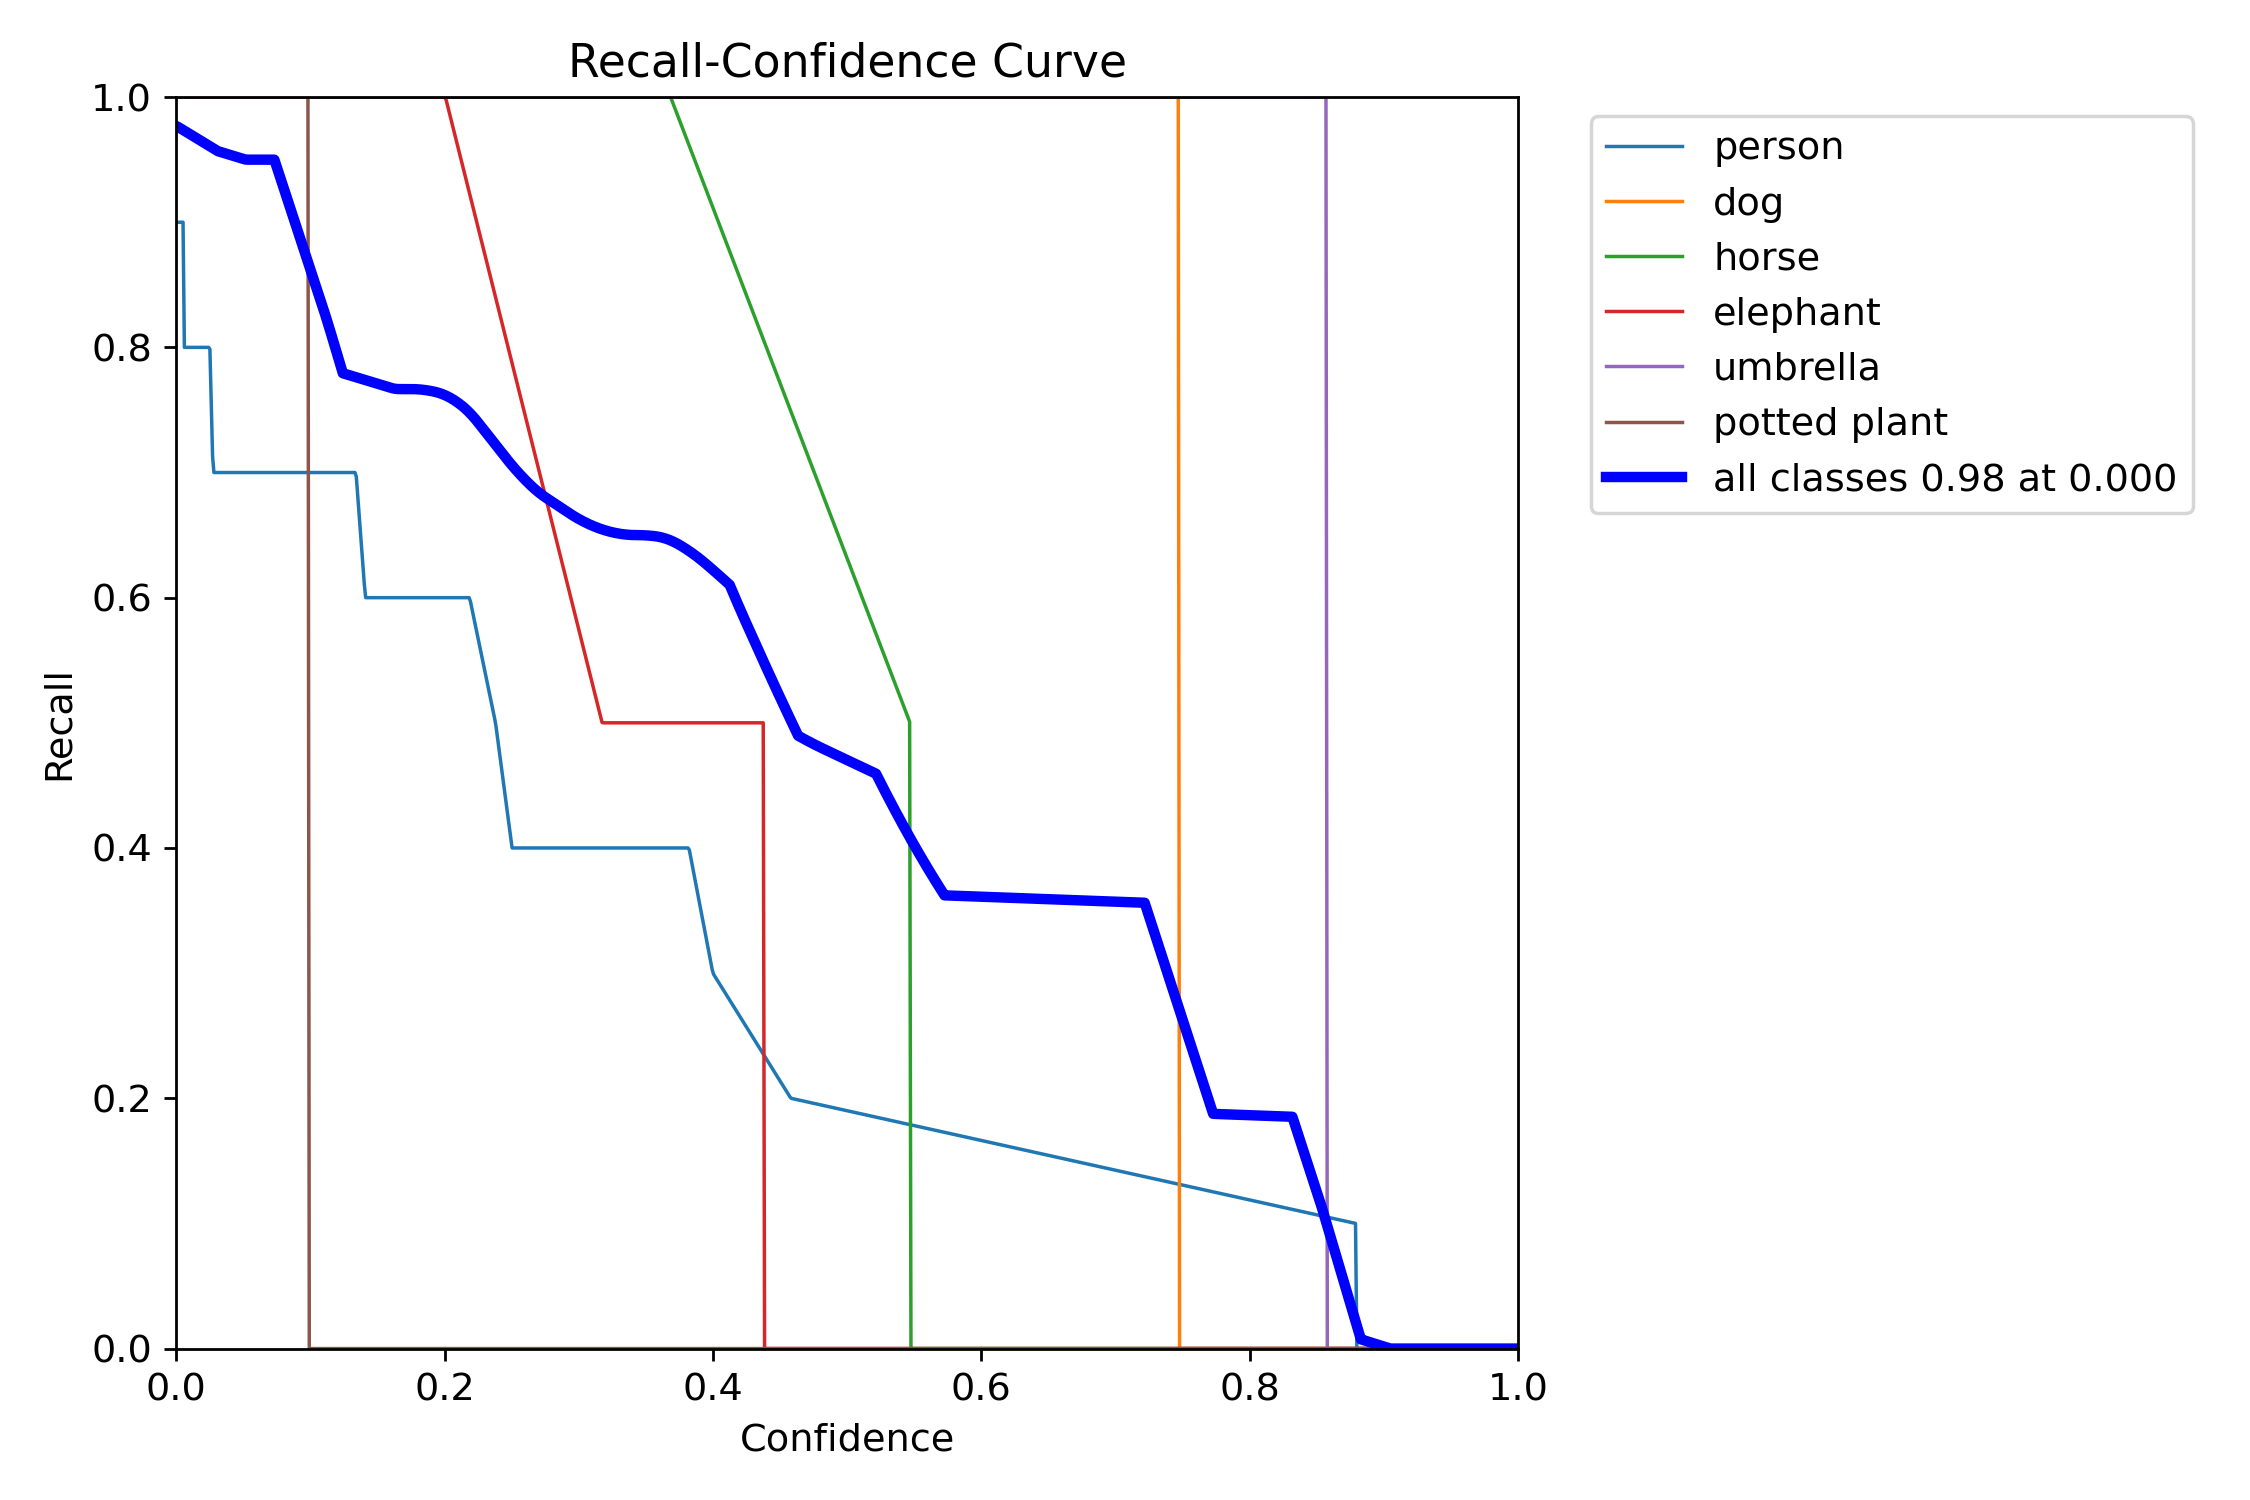 Recall-Confidence Curve
1.0
0.8
0.6
0.4
0.2
0.0
Recall
0.0 0.2 0.4 0.6 0.8 1.0
Confidence
person
dog
horse
elephant
umbrella
potted plant
all classes 0.98 at 0.000